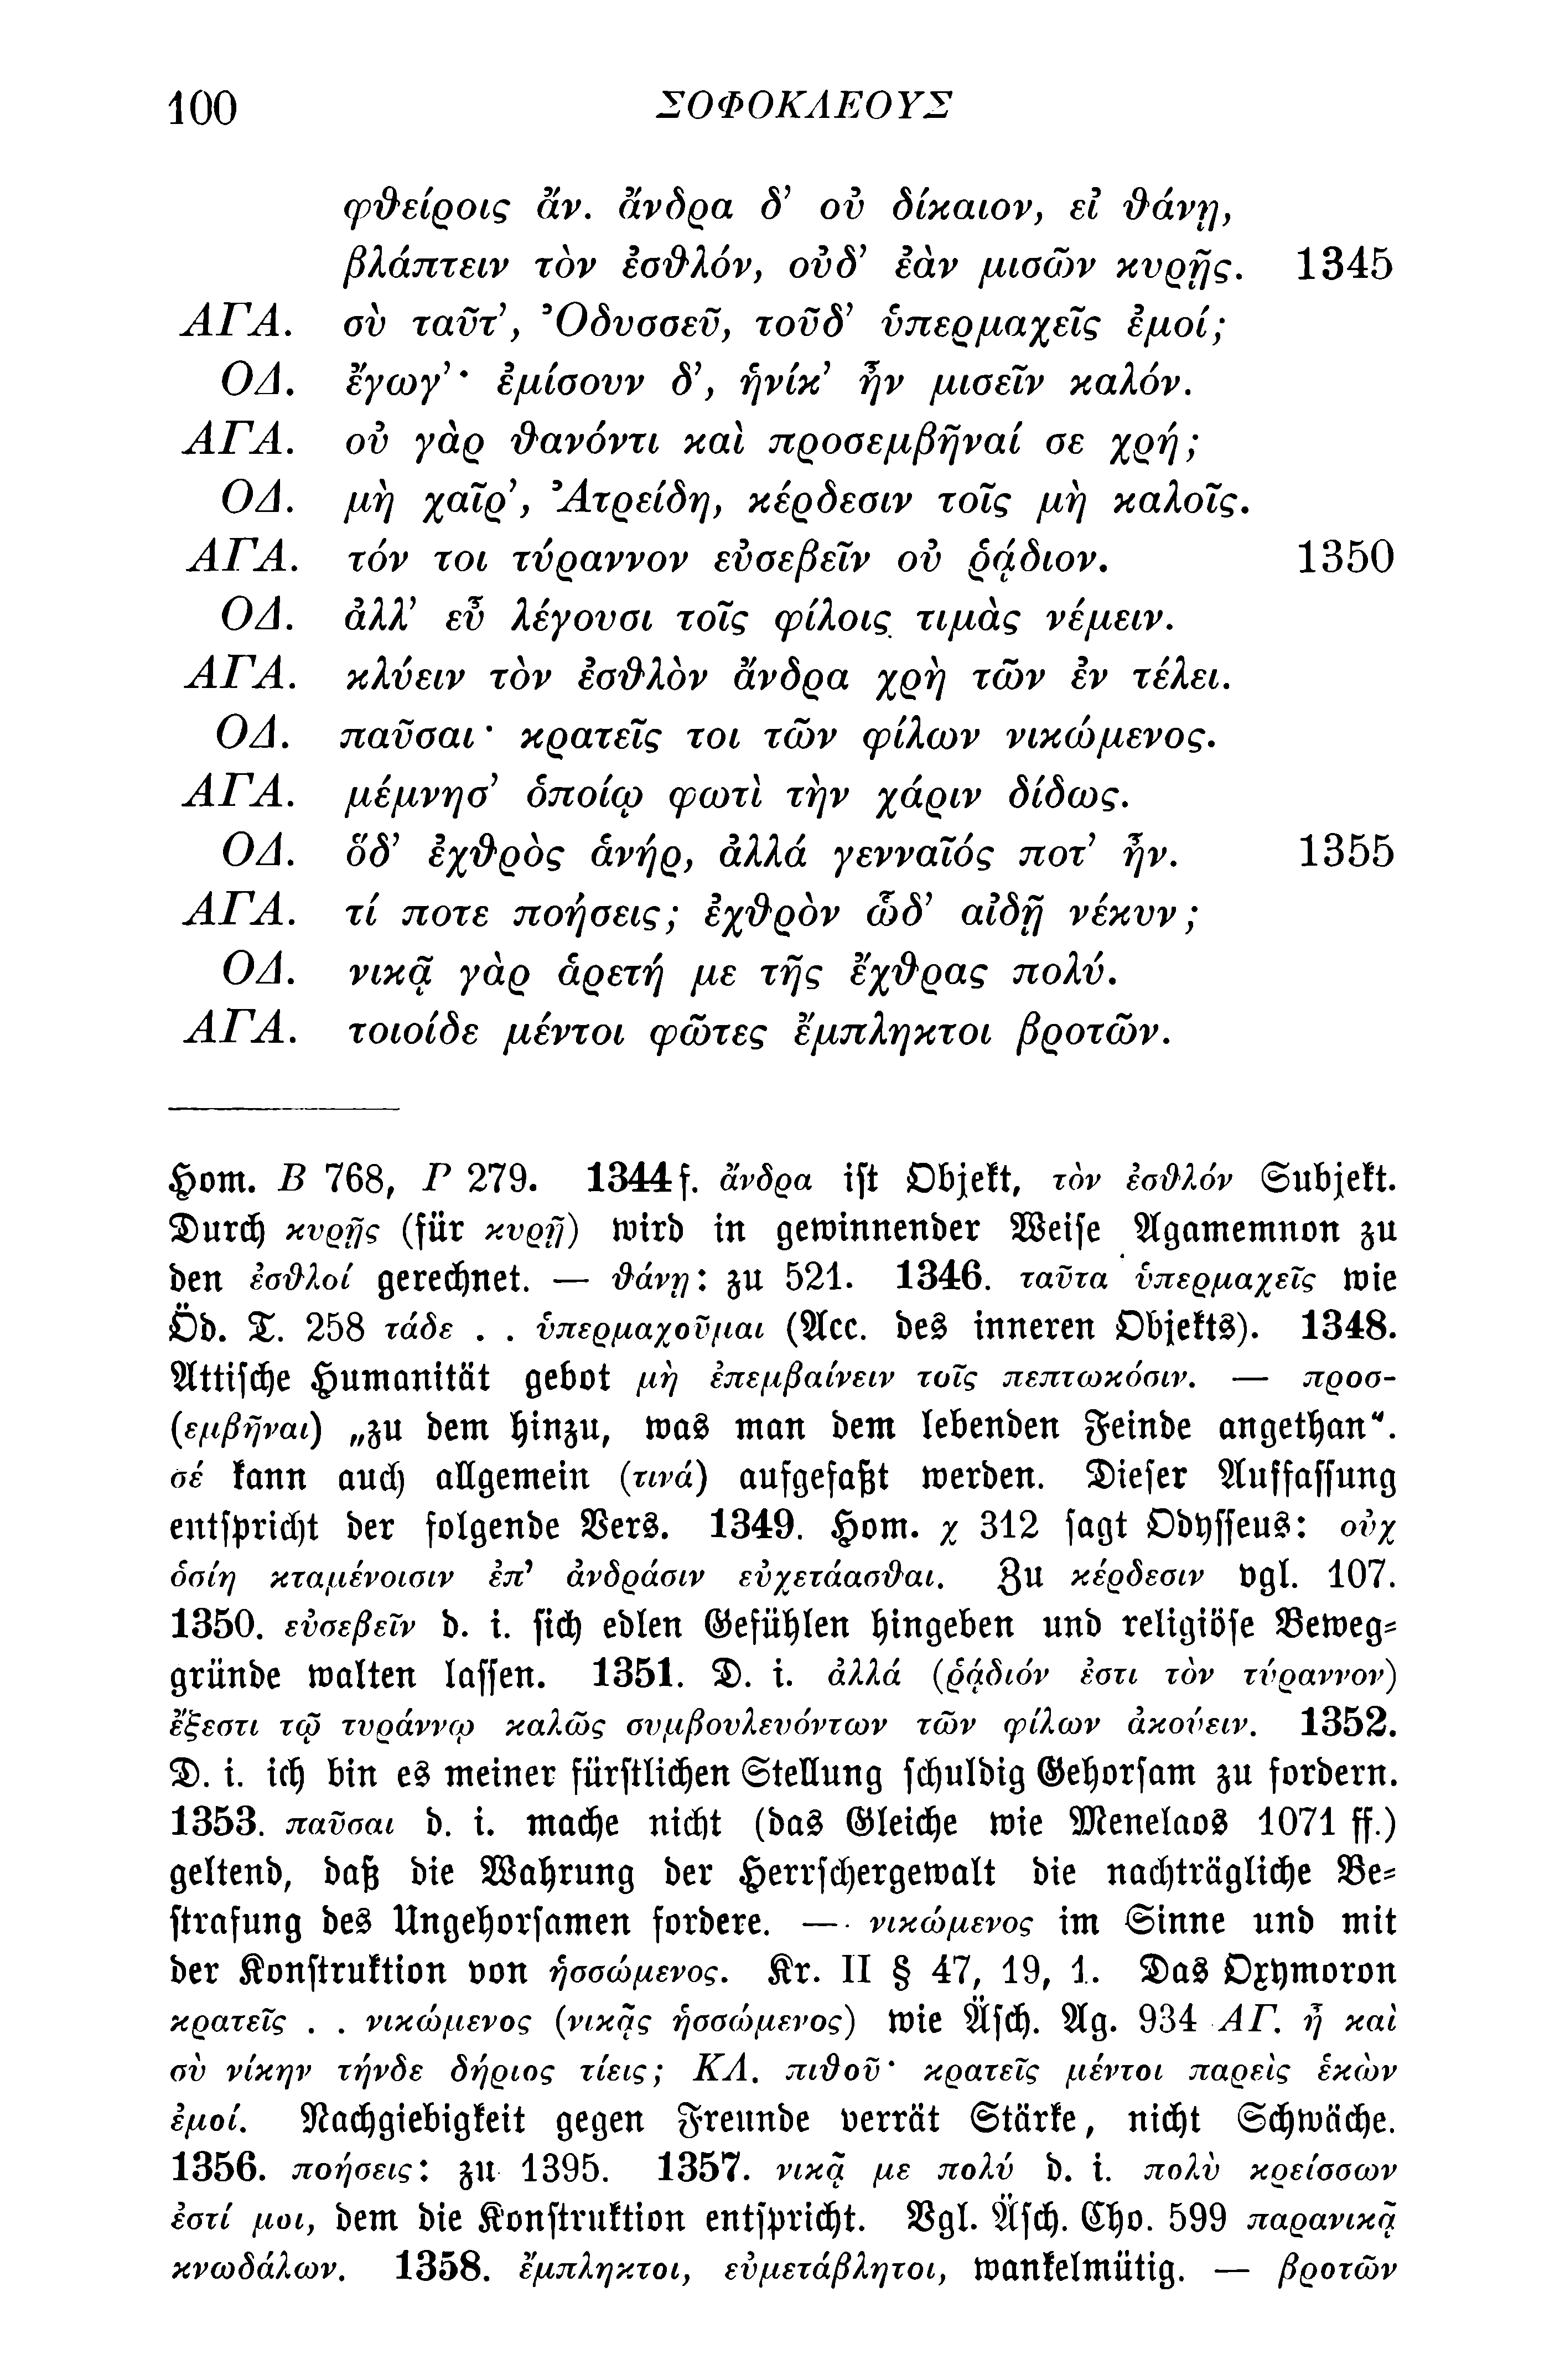 100 ΣΟΦΟΚΛΕΟΥΣ
φθείροις ἄν. ἄνδρα δ’ οὐ δίκαιον, εἰ θάνῃ,
βλάπτειν τὸν ἐσθλόν, οὐδ’ ἐὰν μισῶν κυρῇς. 1345
ΑΓΑ. σὺ ταῦτ’, Ὀδυσσεῦ, τοῦδ’ ὑπερμαχεῖς ἐμοί;
ΟΔ. ἔγωγ’· ἐμίσουν δ’, ἡνίκ’ ἦν μισεῖν καλόν.
ΑΓΑ. οὐ γὰρ θανόντι καὶ προσεμβῆναί σε χρή;
ΟΔ. μὴ χαῖρ’, Ἀτρείδη, κέρδεσιν τοῖς μὴ καλοῖς.
ΑΓΑ. τόν τοι τύραννον εὐσεβεῖν οὐ ῥᾴδιον. 1350
ΟΔ. ἀλλ’ εὖ λέγουσι τοῖς φίλοις τιμὰς νέμειν.
ΑΓΑ. κλύειν τὸν ἐσθλὸν ἄνδρα χρὴ τῶν ἐν τέλει.
ΟΔ. παῦσαι· κρατεῖς τοι τῶν φίλων νικώμενος.
ΑΓΑ. μέμνησ’ ὁποίῳ φωτὶ τὴν χάριν δίδως.
ΟΔ. ὅδ’ ἐχθρὸς ἁνήρ, ἀλλά γενναῖός ποτ’ ἦν. 1355
ΑΓΑ. τί ποτε ποήσεις; ἐχθρὸν ὧδ’ αἰδῇ νέκυν;
ΟΔ. νικᾷ γὰρ ἁρετή με τῆς ἔχθρας πολύ.
ΑΓΑ. τοιοίδε μέντοι φῶτες ἔμπληκτοι βροτῶν.
Hom. Β 768, Γ 279. 1344 f. ἄνδρα ist Objekt, τὸν ἐσθλόν Subjekt.
Durch κυρῇς (für κυρῇ) wird in gewinnender Weise Agamemnon zu
den ἐσθλοί gerechnet. — θάνῃ: zu 521. 1346. ταῦτα ὑπερμαχεῖς wie
Öd. T. 258 τάδε . . ὑπερμαχοῦμαι (Acc. des inneren Objekts). 1348.
Attische Humanität gebot μὴ ἐπεμβαίνειν τοῖς πεπτωκόσιν. — προσ-
(εμβῆναι) „zu dem hinzu, was man dem lebenden Feinde angethan“.
σέ kann auch allgemein (τινά) aufgefaßt werden. Dieser Auffassung
entspricht der folgende Vers. 1349. Hom. χ 312 sagt Odysseus: οὐχ
ὁσίη κταμένοισιν ἐπ’ ἀνδράσιν εὐχετάασθαι. Zu κέρδεσιν vgl. 107.
1350. εὐσεβεῖν d. i. sich edlen Gefühlen hingeben und religiöse Beweg-
gründe walten lassen. 1351. D. i. ἀλλά (ῥᾴδιόν ἐστι τὸν τύραννον)
ἔξεστι τῷ τυράννῳ καλῶς συμβουλευόντων τῶν φίλων ἀκούειν. 1352.
D. i. ich bin es meiner fürstlichen Stellung schuldig Gehorsam zu fordern.
1353. παῦσαι d. i. mache nicht (das Gleiche wie Menelaos 1071 ff.)
geltend, daß die Wahrung der Herrschergewalt die nachträgliche Be-
strafung des Ungehorsamen fordere. — νικώμενος im Sinne und mit
der Konstruktion von ἡσσώμενος. Kr. II § 47, 19, 1. Das Oxymoron
κρατεῖς . . νικώμενος (νικᾷς ἡσσώμενος) wie Äsch. Ag. 934 ΑΓ. ἦ καὶ
σὺ νίκην τήνδε δήριος τίεις; ΚΛ. πιθοῦ· κρατεῖς μέντοι παρεὶς ἑκὼν
ἐμοί. Nachgiebigkeit gegen Freunde verrät Stärke, nicht Schwäche.
1356. ποήσεις: zu 1395. 1357. νικᾷ με πολύ d. i. πολὺ κρείσσων
ἐστί μοι, dem die Konstruktion entspricht. Vgl. Äsch. Cho. 599 παρανικᾷ
κνωδάλων. 1358. ἔμπληκτοι, εὐμετάβλητοι, wankelmütig. — βροτῶν